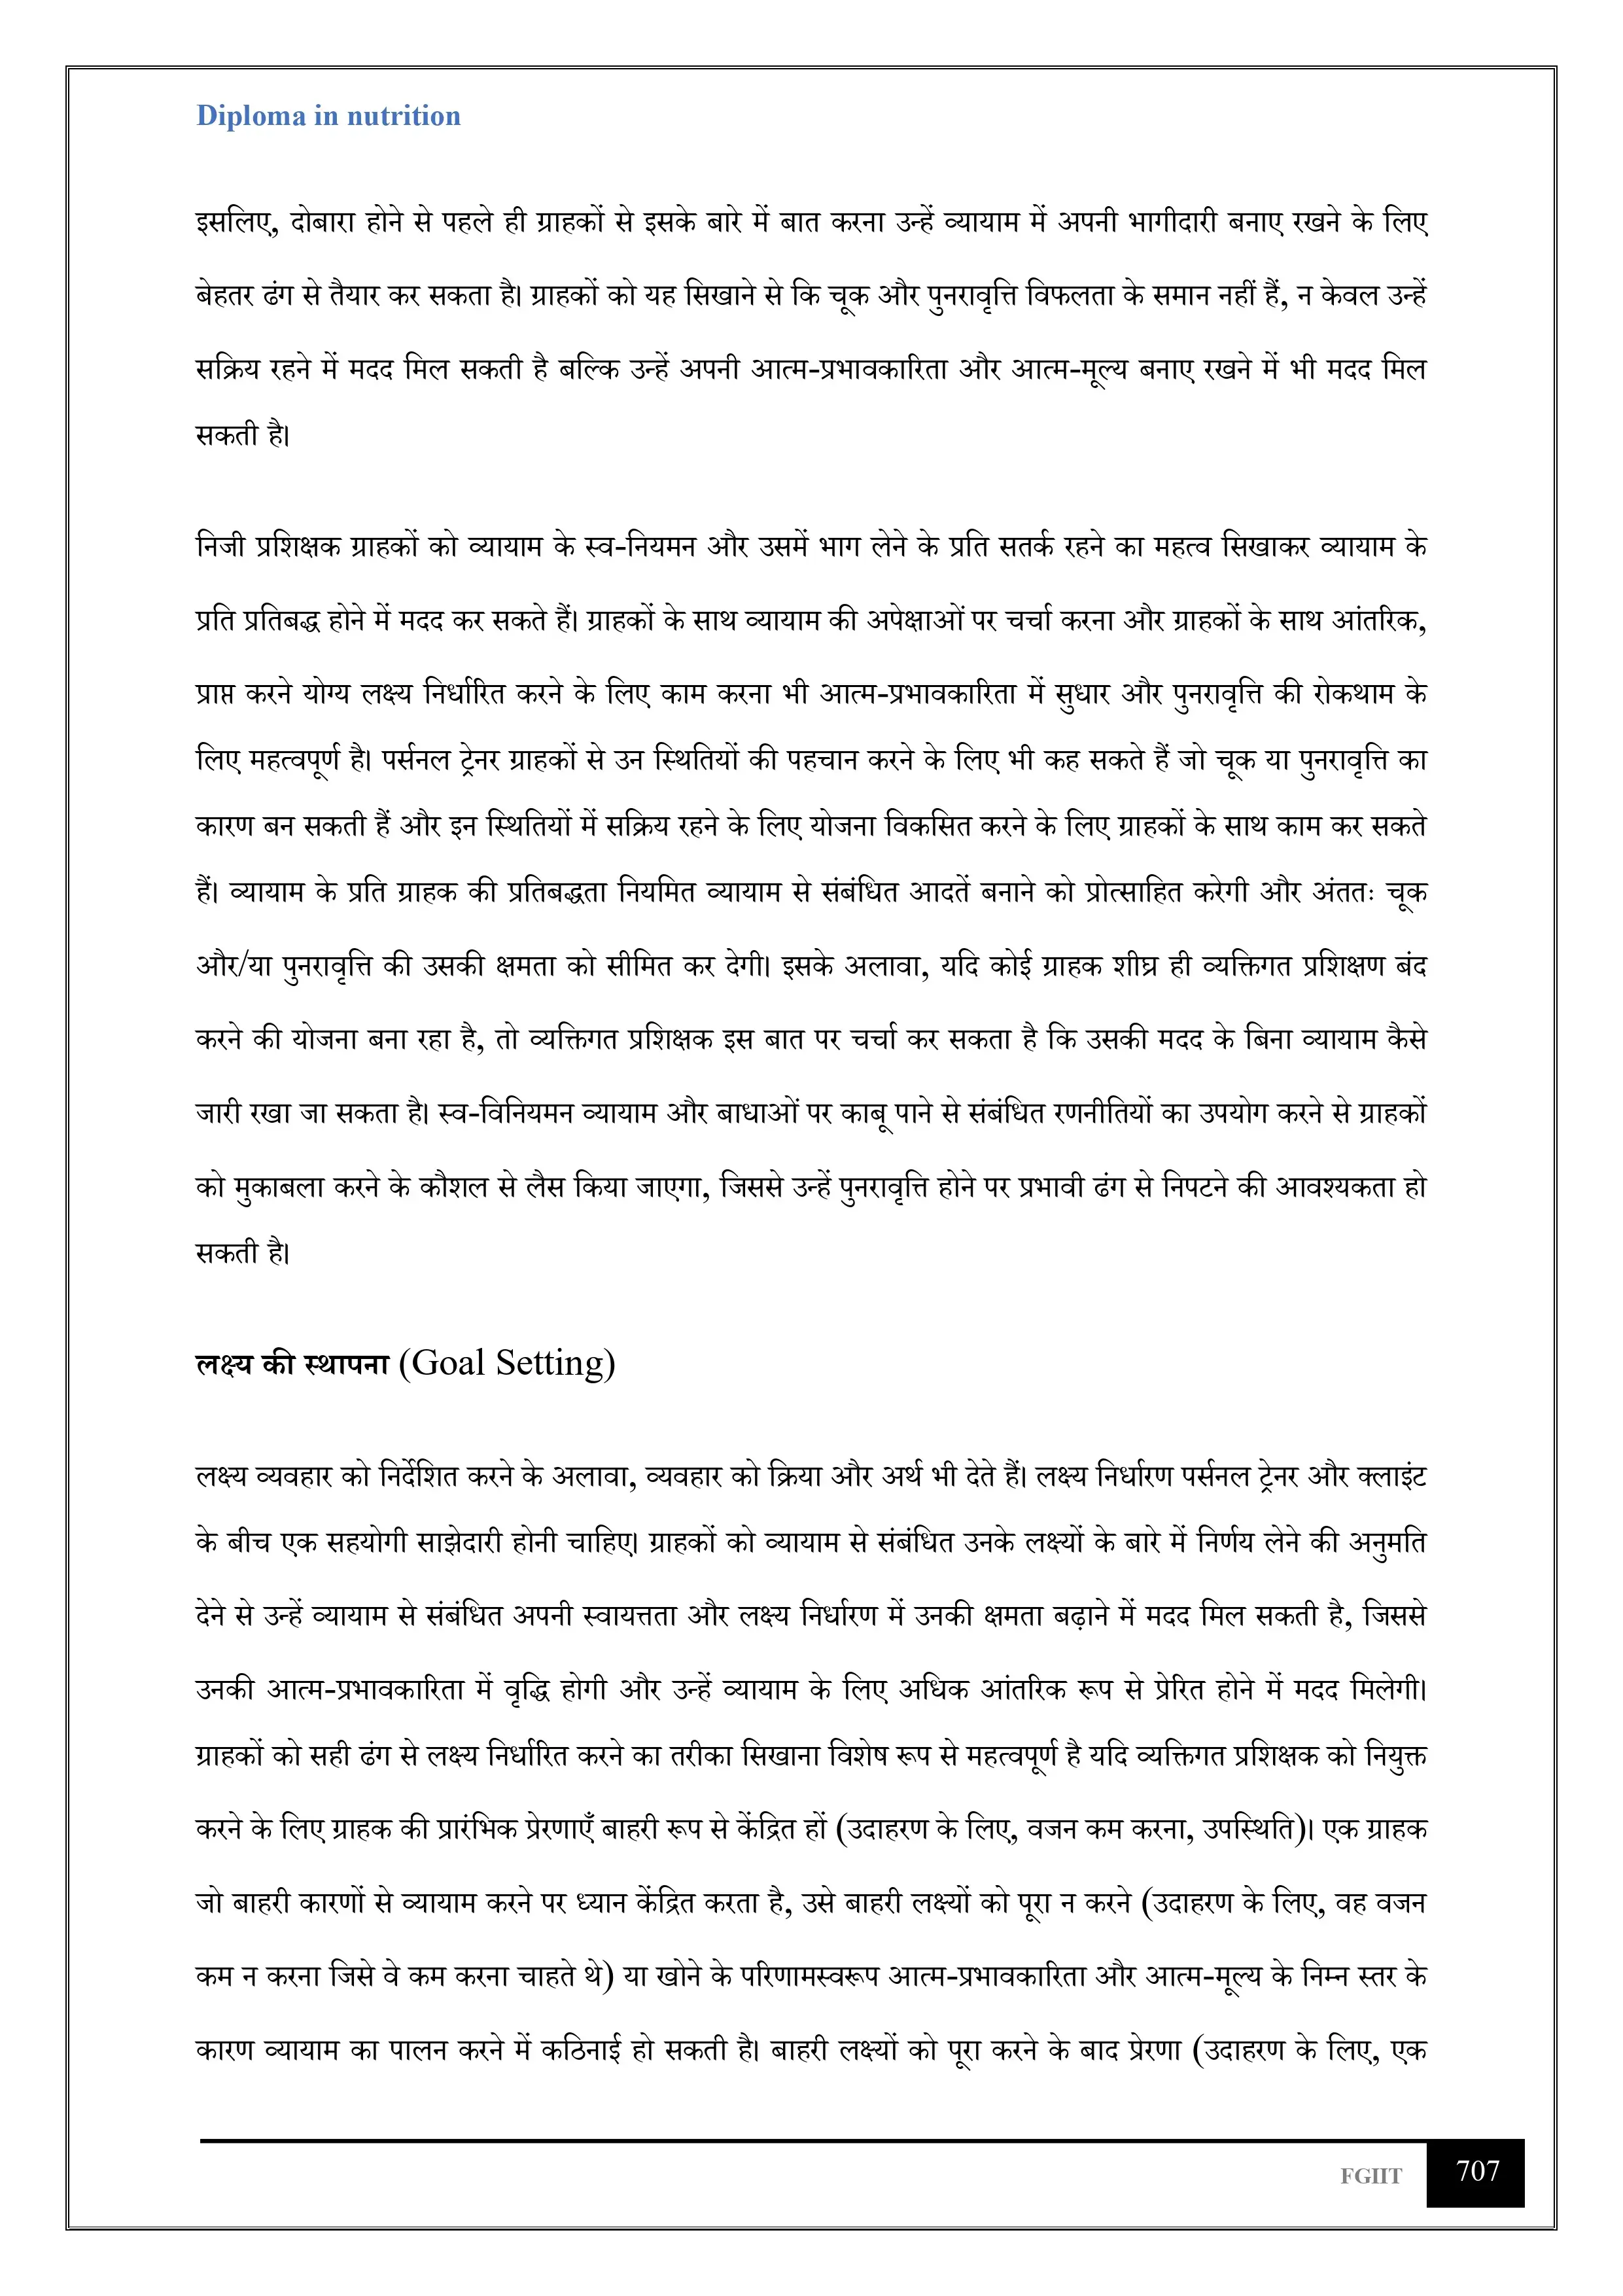 Diploma in nutrition
इसलिए, दोबारा होने से पहले ही ग्राहकों से इसके बारे में बात करना उन्हें व्यायाम में अपनी भागीदारी बनाए रखने के लिए
बेहतर ढंग से तैयार कर सकता है। ग्राहकों को यह सिखाने से कि चूक और पुनरावृत्ति विफलता के समान नहीं हैं, न केवल उन्हें
सक्रिय रहने में मदद मिल सकती है बल्कि उन्हें अपनी आत्म-प्रभावकारिता और आत्म-मूल्य बनाए रखने में भी मदद मिल
सकती है।
निजी प्रशिक्षक ग्राहकों को व्यायाम के स्व-नियमन और उसमें भाग लेने के प्रति सतर्क रहने का महत्व सिखाकर व्यायाम के
प्रति प्रतिबद्ध होने में मदद कर सकते हैं। ग्राहकों के साथ व्यायाम की अपेक्षाओं पर चर्चा करना और ग्राहकों के साथ आंतरिक,
प्राप्त करने योग्य लक्ष्य निर्धारित करने के लिए काम करना भी आत्म-प्रभावकारिता में सुधार और पुनरावृत्ति की रोकथाम के
लिए महत्वपूर्ण है। पर्सनल ट्रेनर ग्राहकों से उन स्थितियों की पहचान करने के लिए भी कह सकते हैं जो चूक या पुनरावृत्ति का
कारण बन सकती हैं और इन स्थितियों में सक्रिय रहने के लिए योजना विकसित करने के लिए ग्राहकों के साथ काम कर सकते
हैं। व्यायाम के प्रति ग्राहक की प्रतिबद्धता नियमित व्यायाम से संबंधित आदतें बनाने को प्रोत्साहित करेगी और अंततः चूक
और/या पुनरावृत्ति की उसकी क्षमता को सीमित कर देगी। इसके अलावा, यदि कोई ग्राहक शीघ्र ही व्यक्तिगत प्रशिक्षण बंद
करने की योजना बना रहा है, तो व्यक्तिगत प्रशिक्षक इस बात पर चर्चा कर सकता है कि उसकी मदद के बिना व्यायाम कैसे
जारी रखा जा सकता है। स्व-विनियमन व्यायाम और बाधाओं पर काबू पाने से संबंधित रणनीतियों का उपयोग करने से ग्राहकों
को मुकाबला करने के कौशल से लैस किया जाएगा, जिससे उन्हें पुनरावृत्ति होने पर प्रभावी ढंग से निपटने की आवश्यकता हो
सकती है।
लक्ष्य की स्थापना (Goal Setting)
लक्ष्य व्यवहार को निर्देशित करने के अलावा, व्यवहार को क्रिया और अर्थ भी देते हैं। लक्ष्य निर्धारण पर्सनल ट्रेनर और क्लाइंट
के बीच एक सहयोगी साझेदारी होनी चाहिए। ग्राहकों को व्यायाम से संबंधित उनके लक्ष्यों के बारे में निर्णय लेने की अनुमति
देने से उन्हें व्यायाम से संबंधित अपनी स्वायत्तता और लक्ष्य निर्धारण में उनकी क्षमता बढ़ाने में मदद मिल सकती है, जिससे
उनकी आत्म-प्रभावकारिता में वृद्धि होगी और उन्हें व्यायाम के लिए अधिक आंतरिक रूप से प्रेरित होने में मदद मिलेगी।
ग्राहकों को सही ढंग से लक्ष्य निर्धारित करने का तरीका सिखाना विशेष रूप से महत्वपूर्ण है यदि व्यक्तिगत प्रशिक्षक को नियुक्त
करने के लिए ग्राहक की प्रारंभिक प्रेरणाएँ बाहरी रूप से केंद्रित हों (उदाहरण के लिए, वजन कम करना, उपस्थिति)। एक ग्राहक
जो बाहरी कारणों से व्यायाम करने पर ध्यान केंद्रित करता है, उसे बाहरी लक्ष्यों को पूरा न करने (उदाहरण के लिए, वह वजन
कम न करना जिसे वे कम करना चाहते थे) या खोने के परिणामस्वरूप आत्म-प्रभावकारिता और आत्म-मूल्य के निम्न स्तर के
कारण व्यायाम का पालन करने में कठिनाई हो सकती है। बाहरी लक्ष्यों को पूरा करने के बाद प्रेरणा (उदाहरण के लिए, एक
FGIIT 707